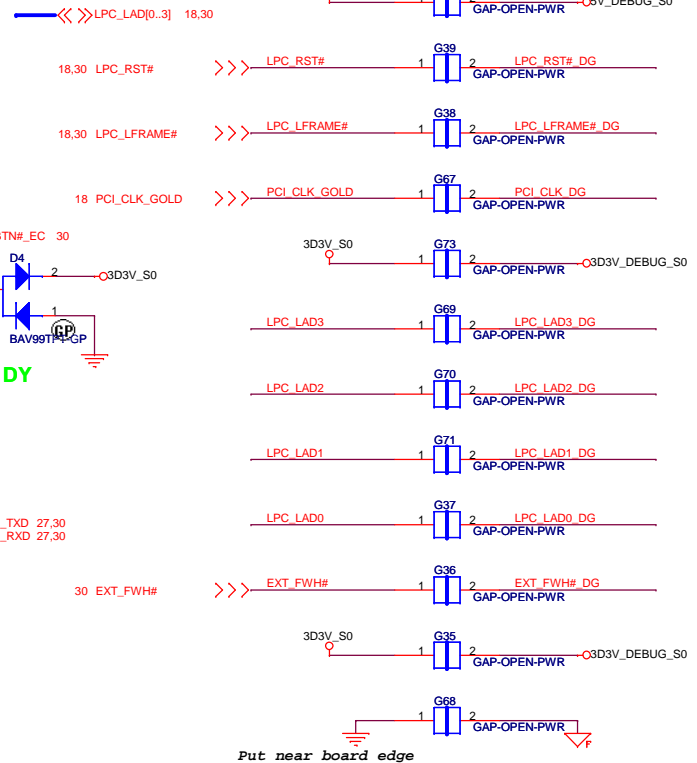 5V_DEBUG_S0
GAP-OPEN-PWR
LPC_LAD[0..3] 18,30
G39
18,30 LPC_RST# LPC_RST# 1 2 LPC_RST#_DG
GAP-OPEN-PWR
G38
18,30 LPC_LFRAME# LPC_LFRAME# 1 2 LPC_LFRAME#_DG
GAP-OPEN-PWR
G67
18 PCI_CLK_GOLD PCI_CLK_GOLD 1 2 PCI_CLK_DG
GAP-OPEN-PWR
TN#_EC 30
3D3V_S0 G73
1 2 3D3V_DEBUG_S0
GAP-OPEN-PWR
D4
2 3D3V_S0
1
GP
DY
G69
LPC_LAD3 1 2 LPC_LAD3_DG
GAP-OPEN-PWR
G70
LPC_LAD2 1 2 LPC_LAD2_DG
GAP-OPEN-PWR
G71
LPC_LAD1 1 2 LPC_LAD1_DG
GAP-OPEN-PWR
G37
LPC_LAD0 1 2 LPC_LAD0_DG
GAP-OPEN-PWR
_TXD 27,30
_RXD 27,30
G36
30 EXT_FWH# EXT_FWH# 1 2 EXT_FWH#_DG
GAP-OPEN-PWR
3D3V_S0 G35
1 2 3D3V_DEBUG_S0
GAP-OPEN-PWR
G68
1 2
GAP-OPEN-PWR
F
Put near board edge